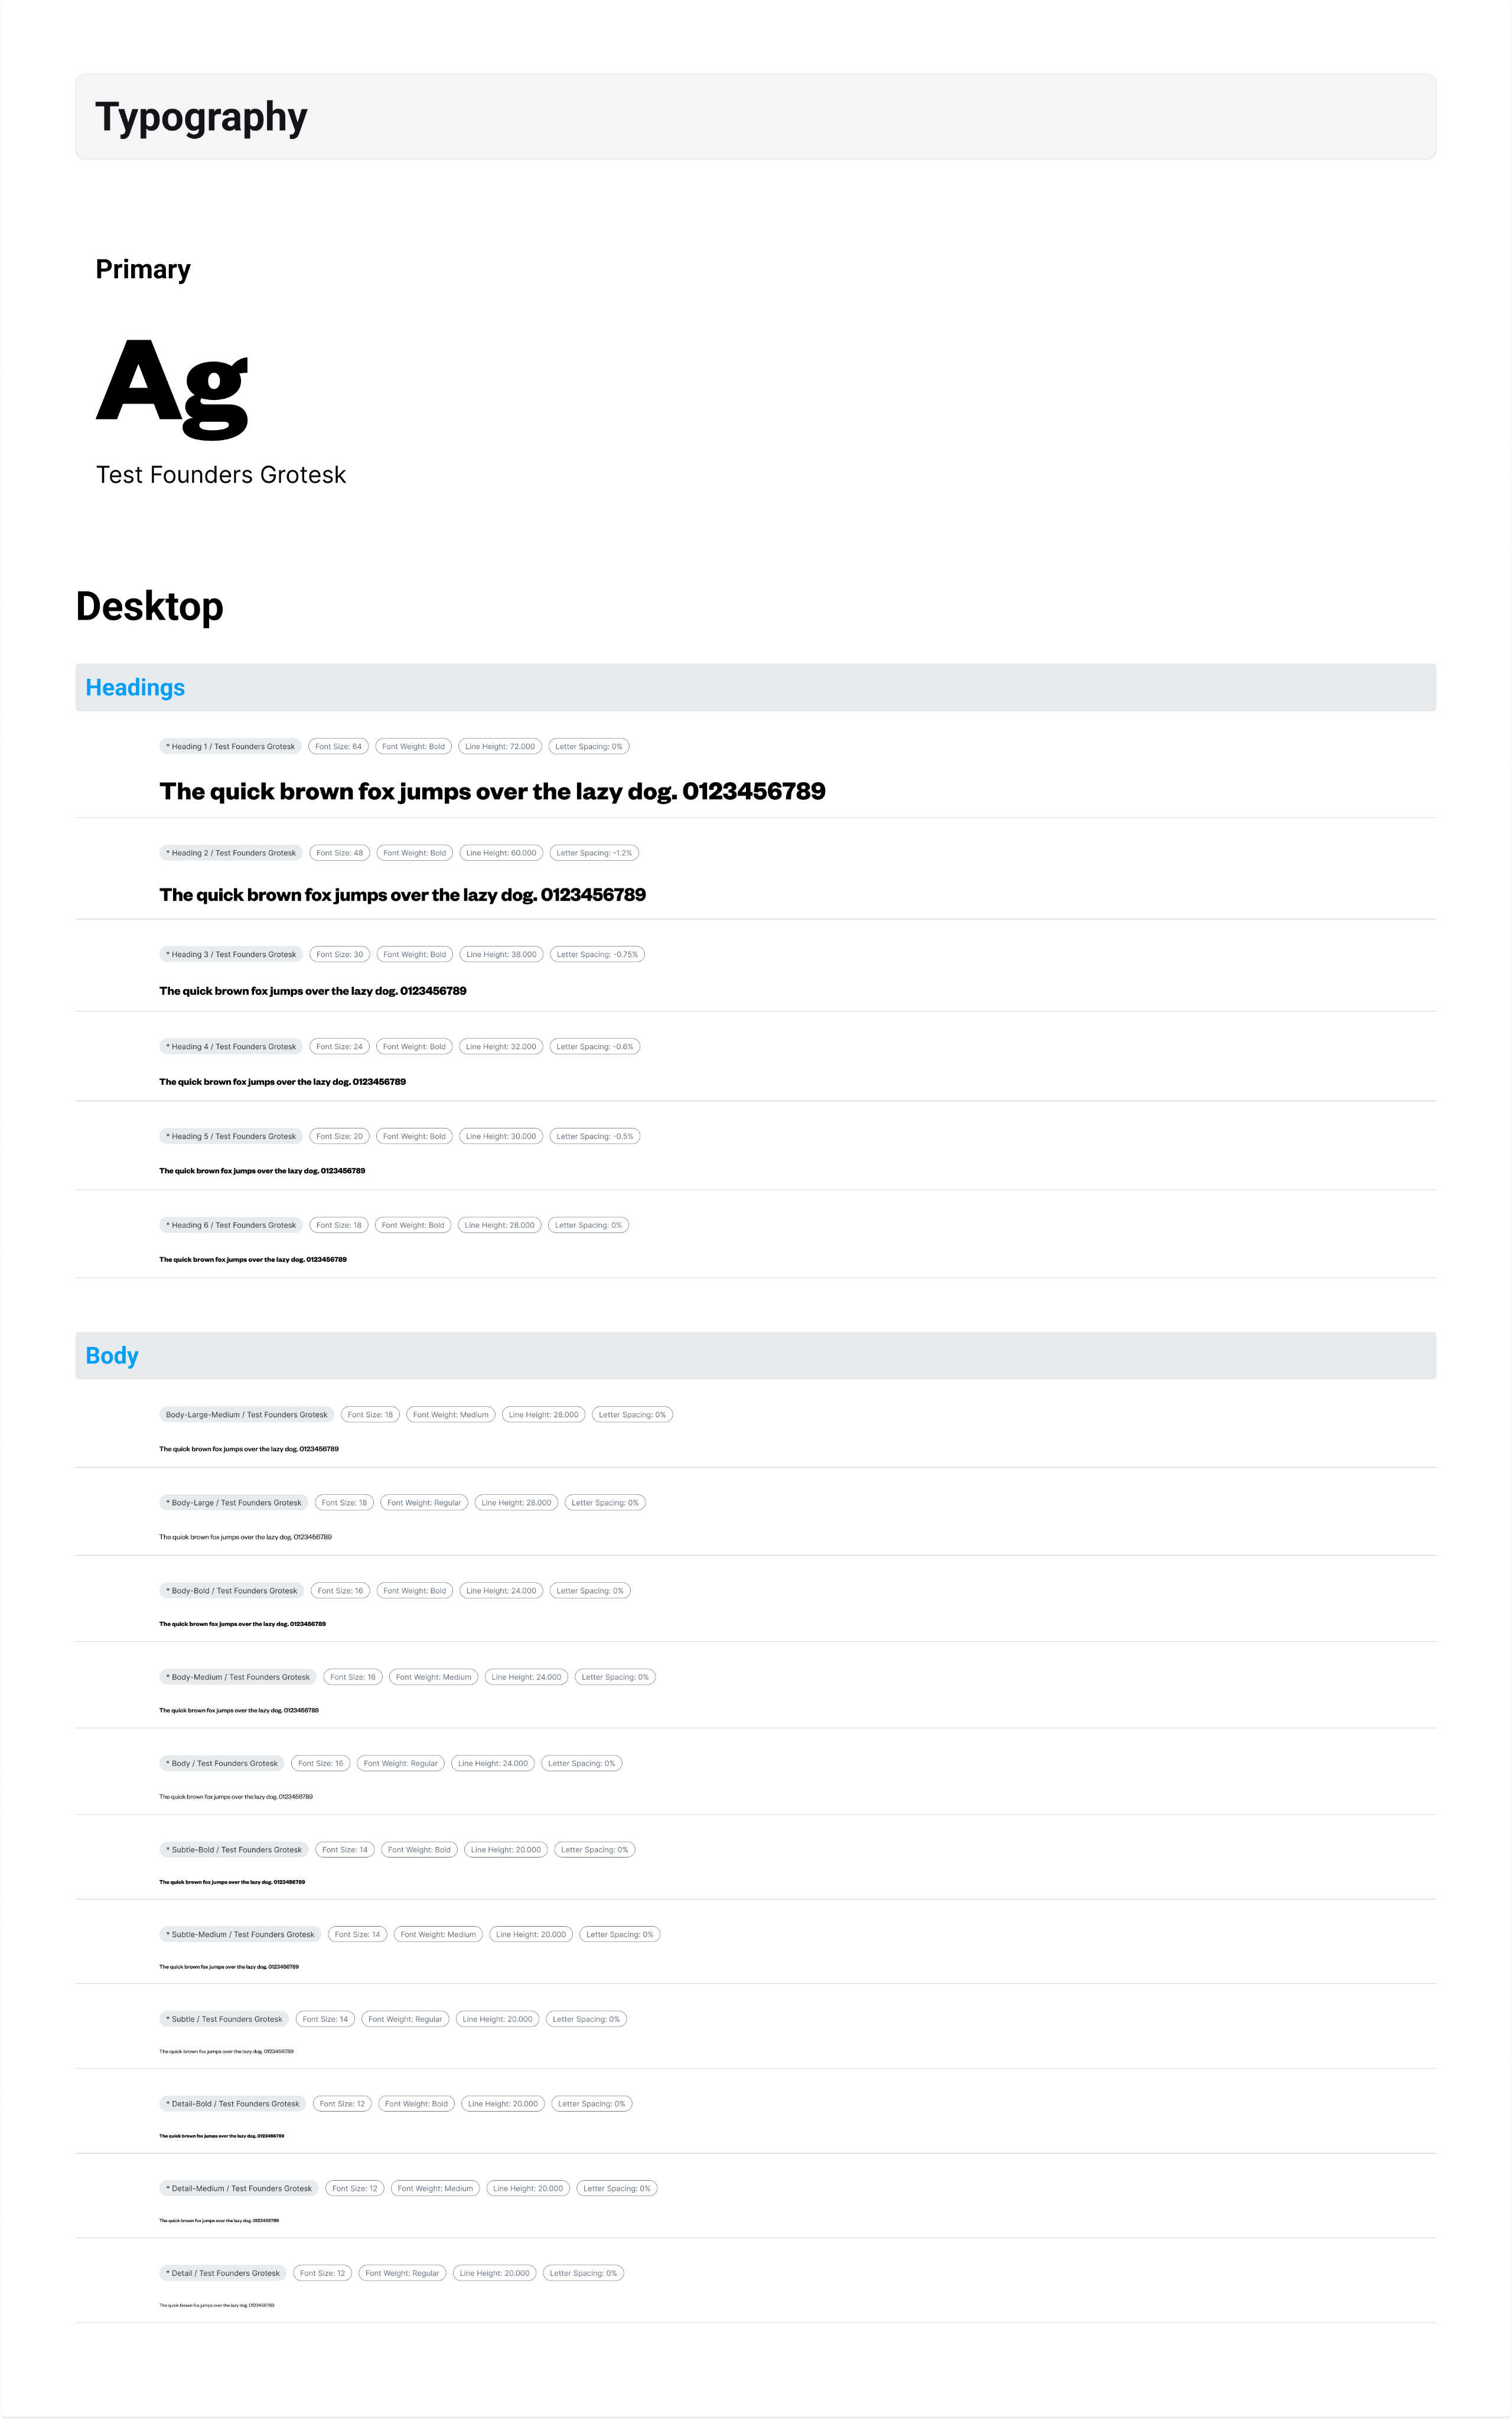 Typography
Primary
Ag
Test Founders Grotesk
Desktop
Headings
* Heading 1 / Test Founders Grotesk Font Size: 64 Font Weight: Bold Line Height: 72.000 Letter Spacing: 0%
The quick brown fox jumps over the lazy dog. 0123456789
* Heading 2 / Test Founders Grotesk Font Size: 48 Font Weight: Bold Line Height: 60.000 Letter Spacing: -1.2%
The quick brown fox jumps over the lazy dog. 0123456789
* Heading 3 / Test Founders Grotesk Font Size: 30 Font Weight: Bold Line Height: 38.000 Letter Spacing: -0.75%
The quick brown fox jumps over the lazy dog. 0123456789
* Heading 4 / Test Founders Grotesk Font Size: 24 Font Weight: Bold Line Height: 32.000 Letter Spacing: -0.6%
The quick brown fox jumps over the lazy dog. 0123456789
* Heading 5 / Test Founders Grotesk Font Size: 20 Font Weight: Bold Line Height: 30.000 Letter Spacing: -0.5%
The quick brown fox jumps over the lazy dog. 0123456789
* Heading 6 / Test Founders Grotesk Font Size: 18 Font Weight: Bold Line Height: 28.000 Letter Spacing: 0%
The quick brown fox jumps over the lazy dog. 0123456789
Body
Body-Large-Medium / Test Founders Grotesk Font Size: 18 Font Weight: Medium Line Height: 28.000 Letter Spacing: 0%
The quick brown fox jumps over the lazy dog. 0123456789
* Body-Large / Test Founders Grotesk Font Size: 18 Font Weight: Regular Line Height: 28.000 Letter Spacing: 0%
The quick brown fox jumps over the lazy dog. 0123456789
* Body-Bold / Test Founders Grotesk Font Size: 16 Font Weight: Bold Line Height: 24.000 Letter Spacing: 0%
The quick brown fox jumps over the lazy dog. 0123456789
* Body-Medium / Test Founders Grotesk Font Size: 16 Font Weight: Medium Line Height: 24.000 Letter Spacing: 0%
The quick brown fox jumps over the lazy dog. 0123456789
* Body / Test Founders Grotesk Font Size: 16 Font Weight: Regular Line Height: 24.000 Letter Spacing: 0%
The quick brown fox jumps over the lazy dog. 0123456789
* Subtle-Bold / Test Founders Grotesk Font Size: 14 Font Weight: Bold Line Height: 20.000 Letter Spacing: 0%
The quick brown fox jumps over the lazy dog. 0123456789
* Subtle-Medium / Test Founders Grotesk Font Size: 14 Font Weight: Medium Line Height: 20.000 Letter Spacing: 0%
The quick brown fox jumps over the lazy dog. 0123456789
* Subtle / Test Founders Grotesk Font Size: 14 Font Weight: Regular Line Height: 20.000 Letter Spacing: 0%
The quick brown fox jumps over the lazy dog. 0123456789
* Detail-Bold / Test Founders Grotesk Font Size: 12 Font Weight: Bold Line Height: 20.000 Letter Spacing: 0%
The quick brown fox jumps over the lazy dog. 0123456789
* Detail-Medium / Test Founders Grotesk Font Size: 12 Font Weight: Medium Line Height: 20.000 Letter Spacing: 0%
The quick brown fox jumps over the lazy dog. 0123456789
* Detail / Test Founders Grotesk Font Size: 12 Font Weight: Regular Line Height: 20.000 Letter Spacing: 0%
The quick brown fox jumps over the lazy dog. 0123456789